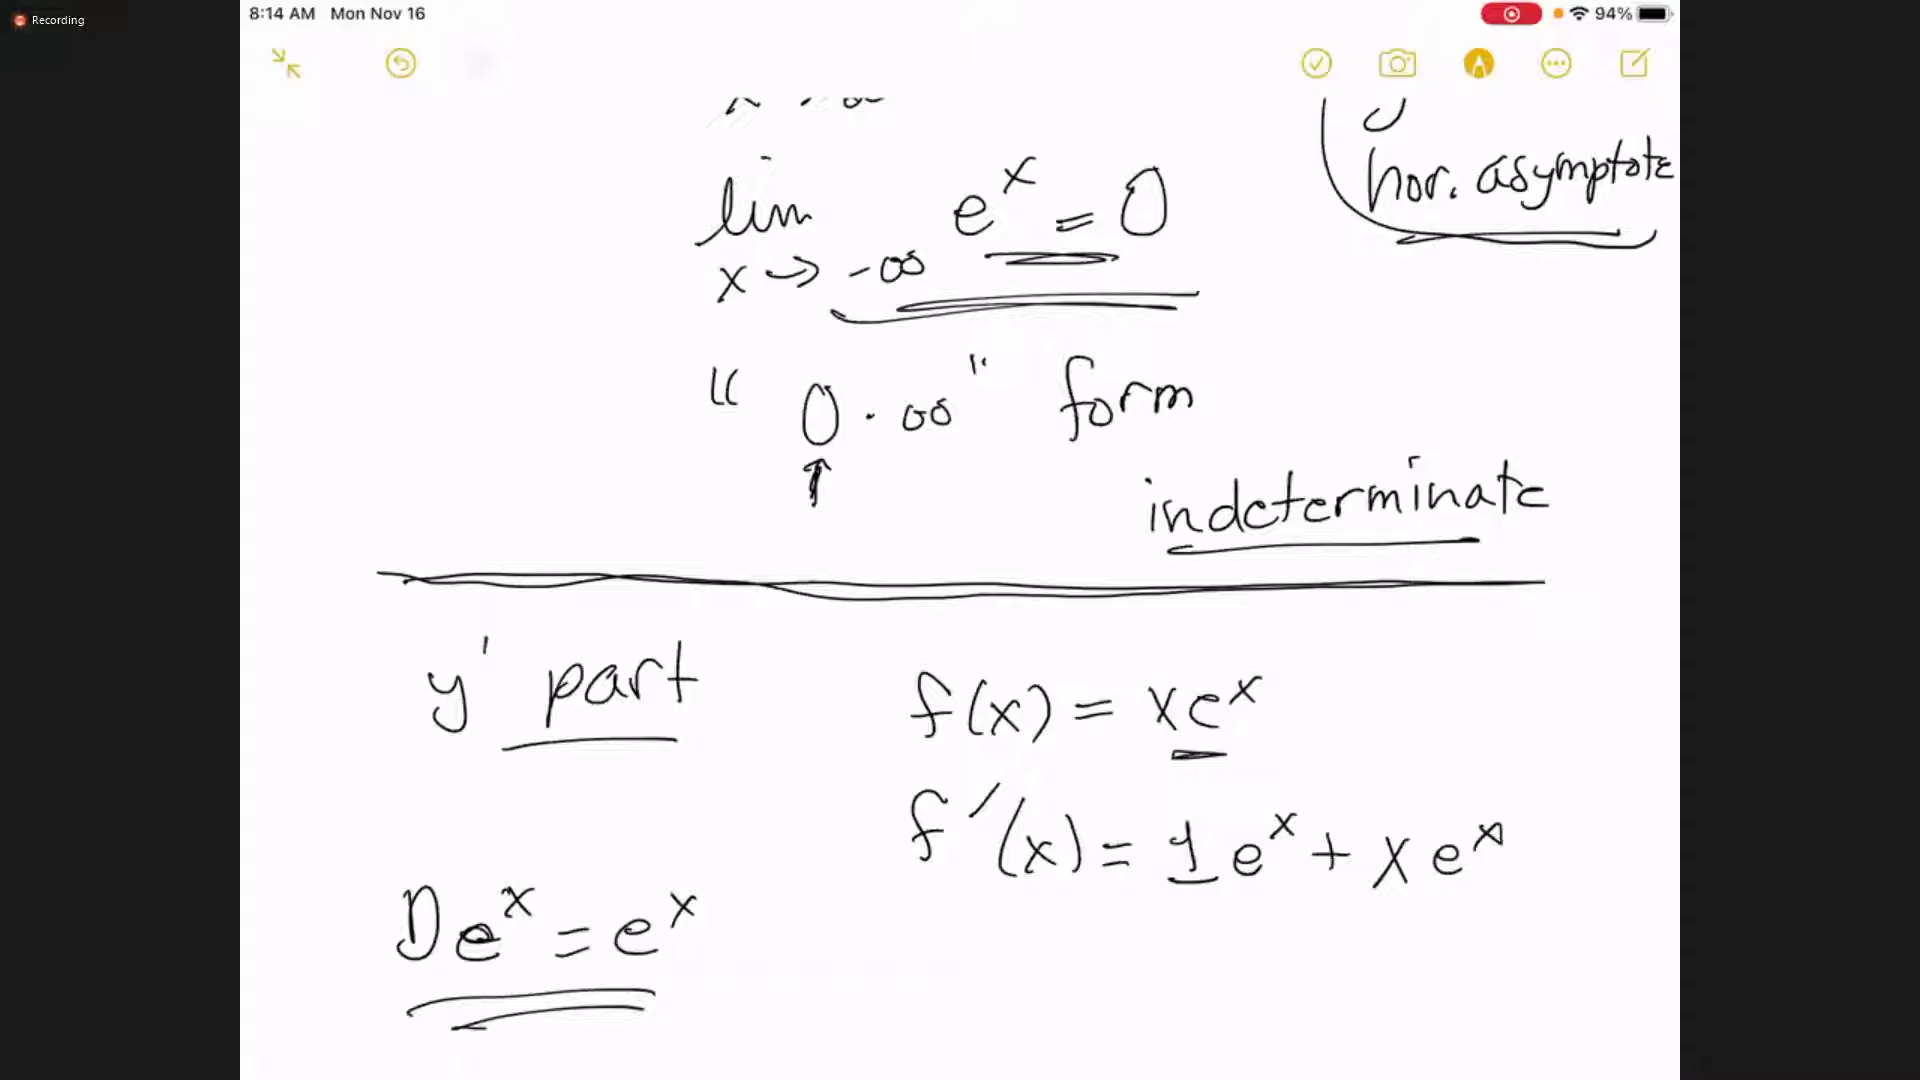 Recording
8:14 AM Mon Nov 16
94%
lim e^x = 0
x → -∞
hor. asymptote
" 0 · ∞ " form
indeterminate
y' part
f(x) = xe^x
f'(x) = 1e^x + xe^x
De^x = e^x